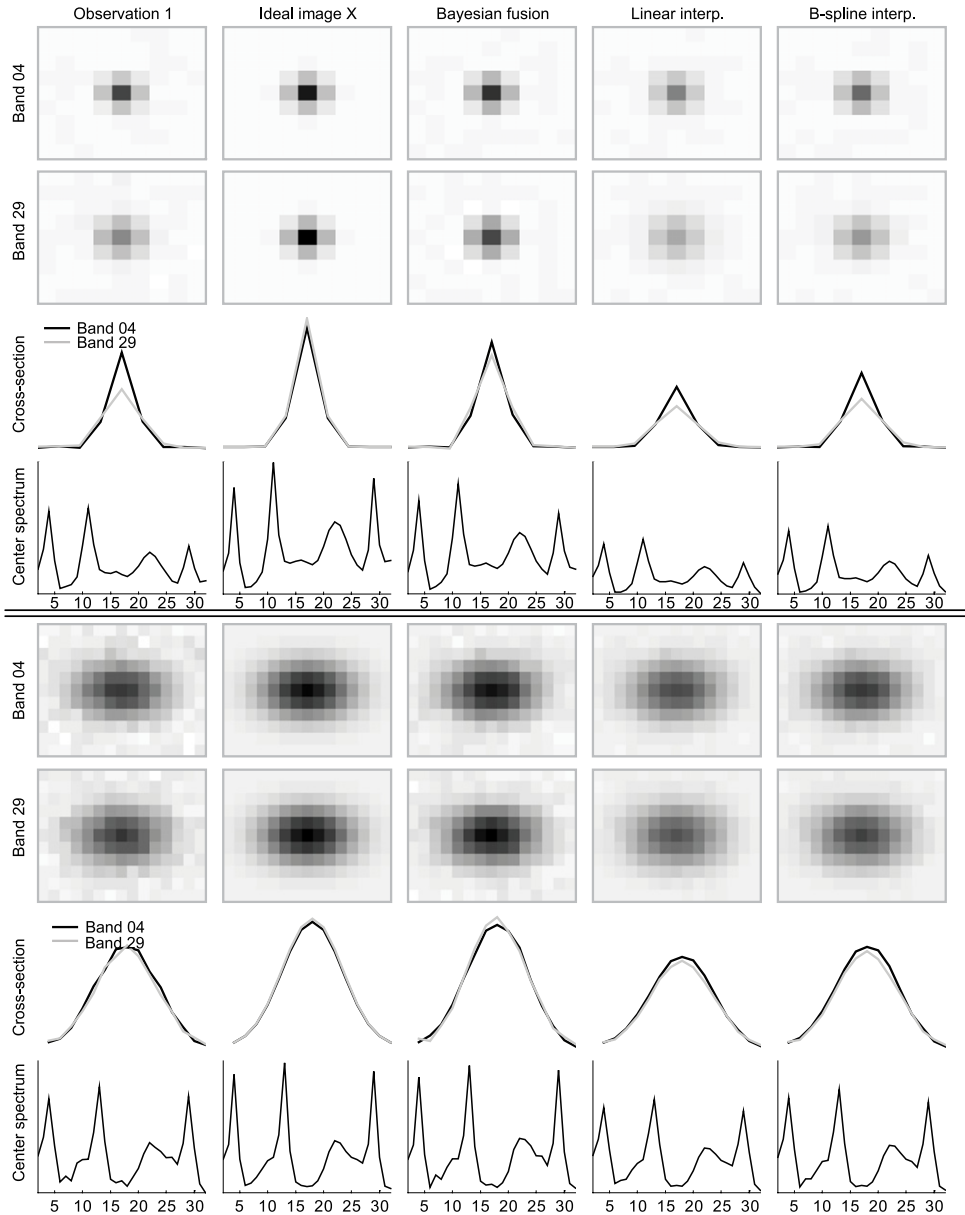 Observation 1 Ideal image X Bayesian fusion Linear interp. B-spline interp.
Band 04
Band 29
Cross-section
Band 04
Band 29
Center spectrum
5 10 15 20 25 30 5 10 15 20 25 30 5 10 15 20 25 30 5 10 15 20 25 30 5 10 15 20 25 30
Band 04
Band 29
Cross-section
Band 04
Band 29
Center spectrum
5 10 15 20 25 30 5 10 15 20 25 30 5 10 15 20 25 30 5 10 15 20 25 30 5 10 15 20 25 30